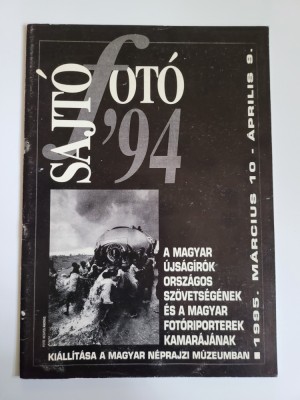 SAJTÓ
fOTÓ
'94
A MAGYAR
ÚJSÁGÍRÓK
ORSZÁGOS
SZÖVETSÉGÉNEK
ÉS A MAGYAR
FOTÓRIPORTEREK
KAMARÁJÁNAK
KIÁLLÍTÁSA A MAGYAR NÉPRAJZI MÚZEUMBAN
1995. MÁRCIUS 10 - ÁPRILIS 9.